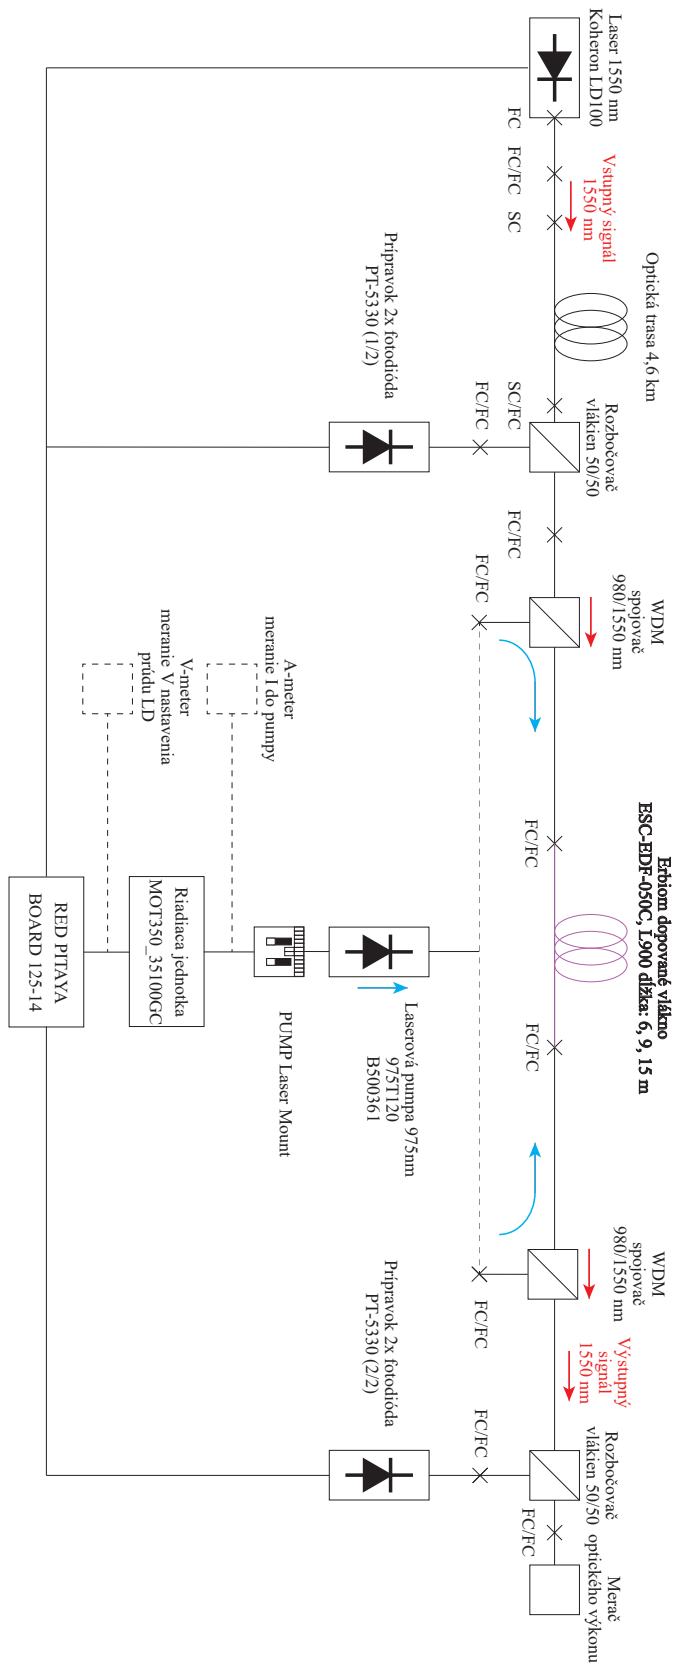 Laser 1550 nm
Koheron LD100
FC
FC/FC
SC
Vstupný signál
1550 nm
Optická trasa 4,6 km
SC/FC
Rozbočovač
vlákien 50/50
FC/FC
Prípravok 2x fotodióda
PT-5330 (1/2)
FC/FC
WDM
spojovač
980/1550 nm
FC/FC
Erbiom dopované vlákno
ESC-EDF-050C, L900 dĺžka: 6, 9, 15 m
FC/FC
FC/FC
WDM
spojovač
980/1550 nm
FC/FC
Výstupný
signál
1550 nm
Rozbočovač
vlákien 50/50
FC/FC
Merač
optického výkonu
FC/FC
Prípravok 2x fotodióda
PT-5330 (2/2)
Laserová pumpa 975nm
975T120
B500361
PUMP Laser Mount
A-meter
meranie I do pumpy
V-meter
meranie V nastavenia
prúdu LD
Riadiaca jednotka
MOT350_35100GC
RED PITAYA
BOARD 125-14